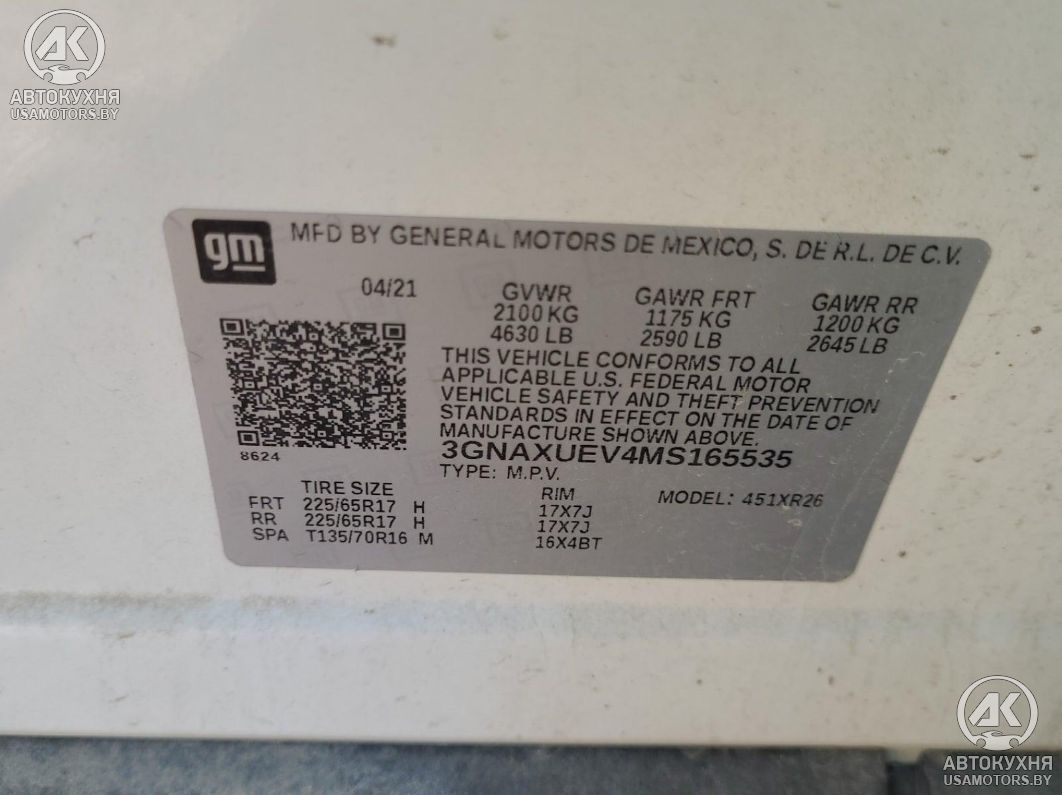 AK
АВТОКУХНЯ
USAMOTORS.BY
gm
MFD BY GENERAL MOTORS DE MEXICO, S. DE R.L. DE C.V.
04/21 GVWR GAWR FRT GAWR RR
2100 KG 1175 KG 1200 KG
4630 LB 2590 LB 2645 LB
THIS VEHICLE CONFORMS TO ALL
APPLICABLE U.S. FEDERAL MOTOR
VEHICLE SAFETY AND THEFT PREVENTION
STANDARDS IN EFFECT ON THE DATE OF
MANUFACTURE SHOWN ABOVE.
8624
3GNAXUEV4MS165535
TYPE: M.P.V.
TIRE SIZE RIM MODEL: 451XR26
FRT 225/65R17 H 17X7J
RR 225/65R17 H 17X7J
SPA T135/70R16 M 16X4BT
AK
АВТОКУХНЯ
USAMOTORS.BY